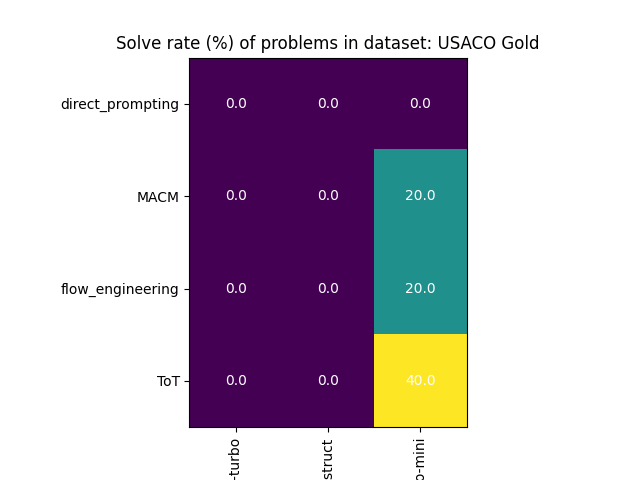 Solve rate (%) of problems in dataset: USACO Gold
direct_prompting 0.0 0.0 0.0
MACM 0.0 0.0 20.0
flow_engineering 0.0 0.0 20.0
ToT 0.0 0.0 40.0
-turbo struct o-mini